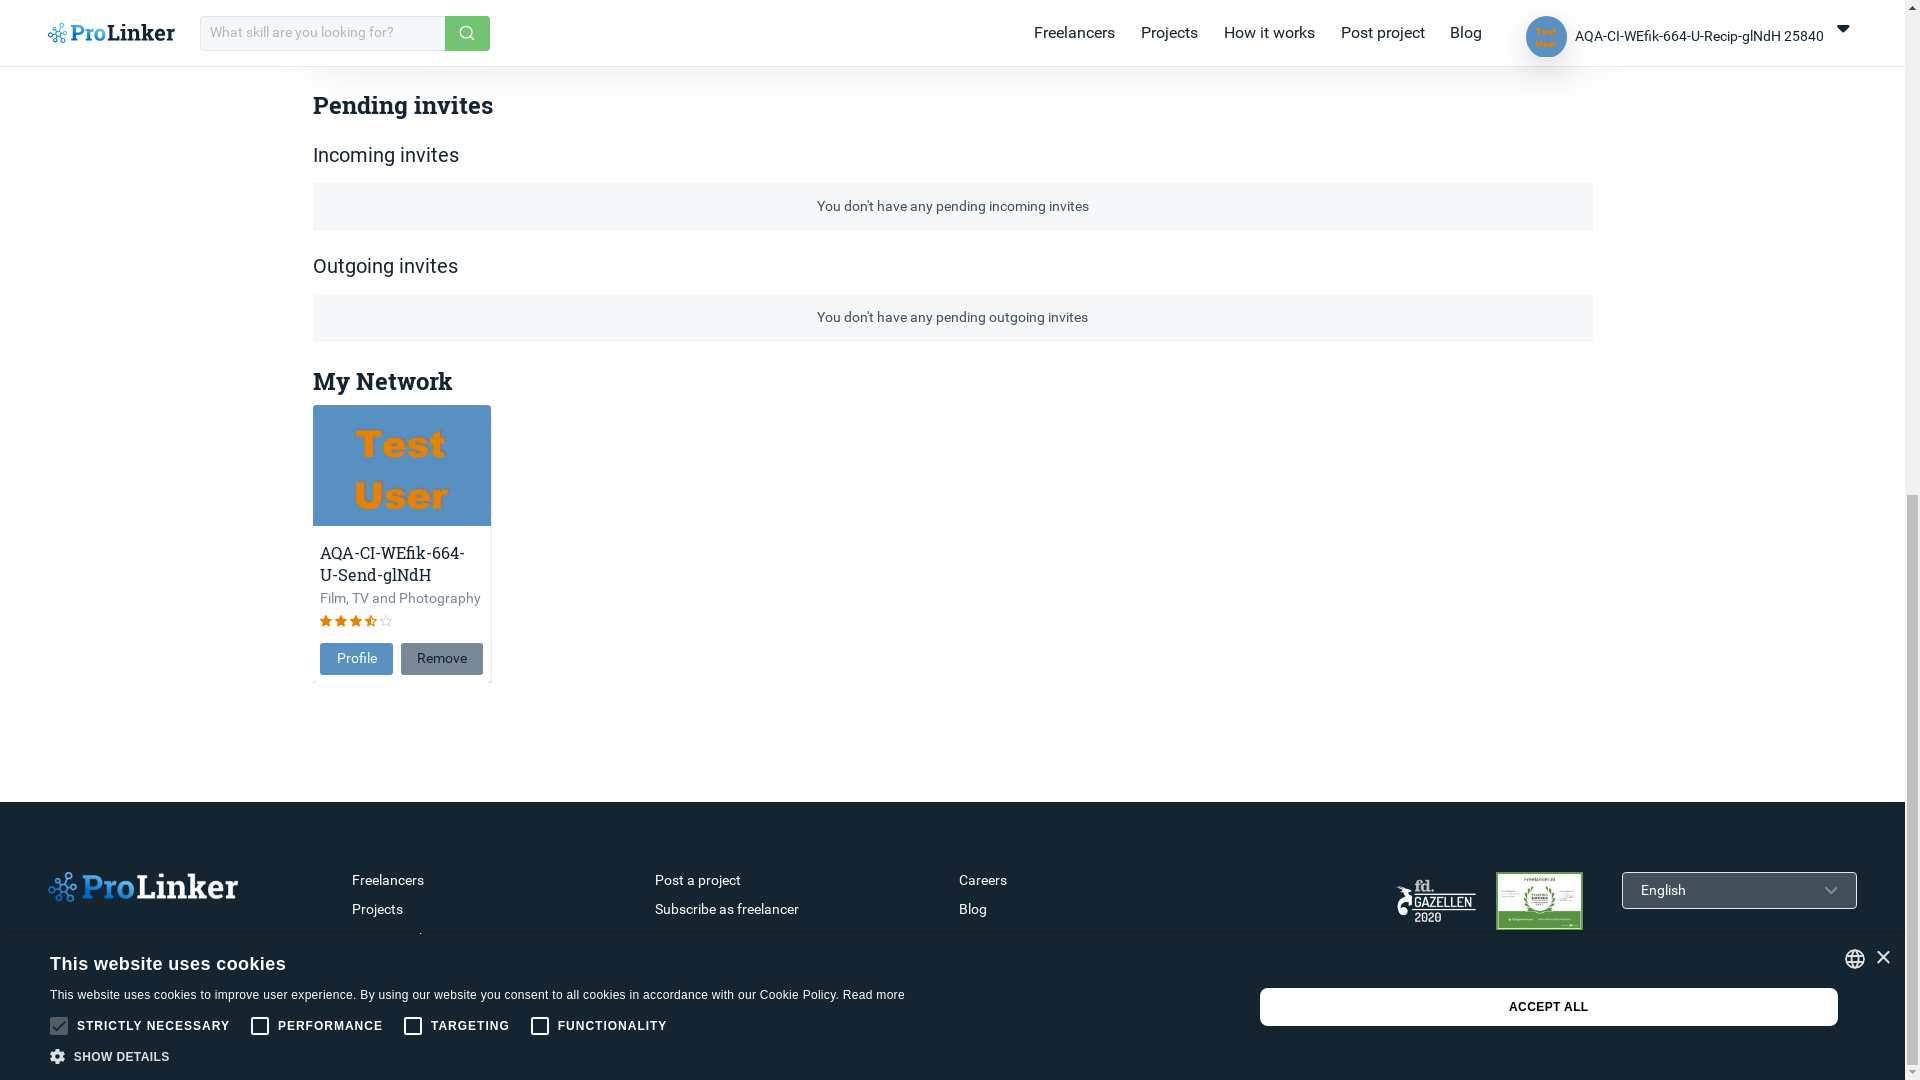 ProLinker
What skill are you looking for?
Freelancers
Projects
How it works
Post project
Blog
Test
User
AQA-CI-WEfik-664-U-Recip-glNdH 25840
Pending invites
Incoming invites
You don't have any pending incoming invites
Outgoing invites
You don't have any pending outgoing invites
My Network
Test
User
AQA-CI-WEfik-664-
U-Send-glNdH
Film, TV and Photography
Profile
Remove
ProLinker
Freelancers
Projects
Post a project
Subscribe as freelancer
Careers
Blog
fd.
GAZELLEN
2020
Freelancer.nl
English
This website uses cookies
This website uses cookies to improve user experience. By using our website you consent to all cookies in accordance with our Cookie Policy. Read more
STRICTLY NECESSARY
PERFORMANCE
TARGETING
FUNCTIONALITY
SHOW DETAILS
ACCEPT ALL